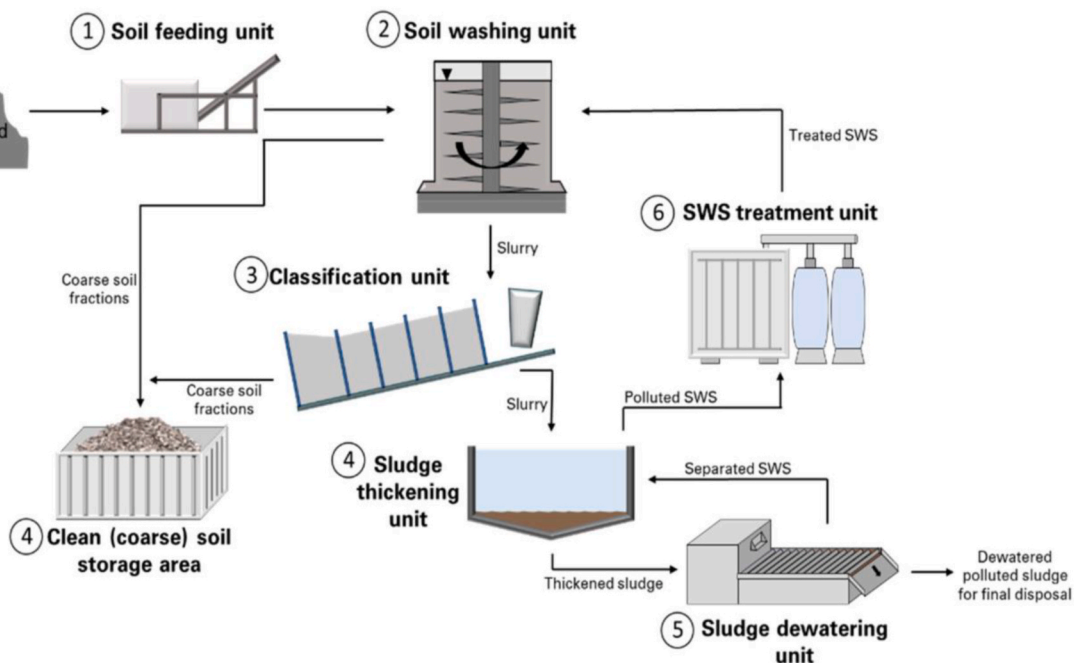 ① Soil feeding unit
② Soil washing unit
Treated SWS
⑥ SWS treatment unit
Slurry
③ Classification unit
Coarse soil
fractions
Coarse soil
fractions
Slurry
Polluted SWS
④ Sludge
thickening
unit
Separated SWS
④ Clean (coarse) soil
storage area
Thickened sludge
Dewatered
polluted sludge
for final disposal
⑤ Sludge dewatering
unit